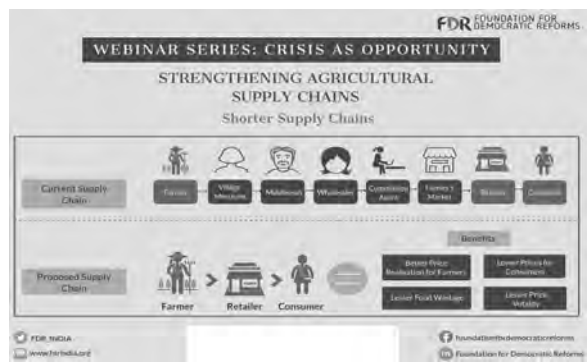 FDR FOUNDATION FOR
DEMOCRATIC REFORMS
WEBINAR SERIES: CRISIS AS OPPORTUNITY
STRENGTHENING AGRICULTURAL
SUPPLY CHAINS
Shorter Supply Chains
Current Supply
Chain
Farmer
Village
Merchant
Middleman
Wholesaler
Commission
Agent
Farmer's
Market
Retailer
Consumer
Benefits
Proposed Supply
Chain
Farmer
>
Retailer
>
Consumer
Better Price
Realisation for Farmers
Lower Prices for
Consumers
Lesser Food Wastage
Lesser Price
FDR_INDIA
www.fdrindia.org
foundationfordemocraticreforms
Foundation for Democratic Reforms